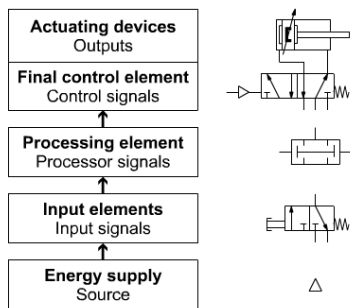 Actuating devices
Outputs
Final control element
Control signals
Processing element
Processor signals
Input elements
Input signals
Energy supply
Source